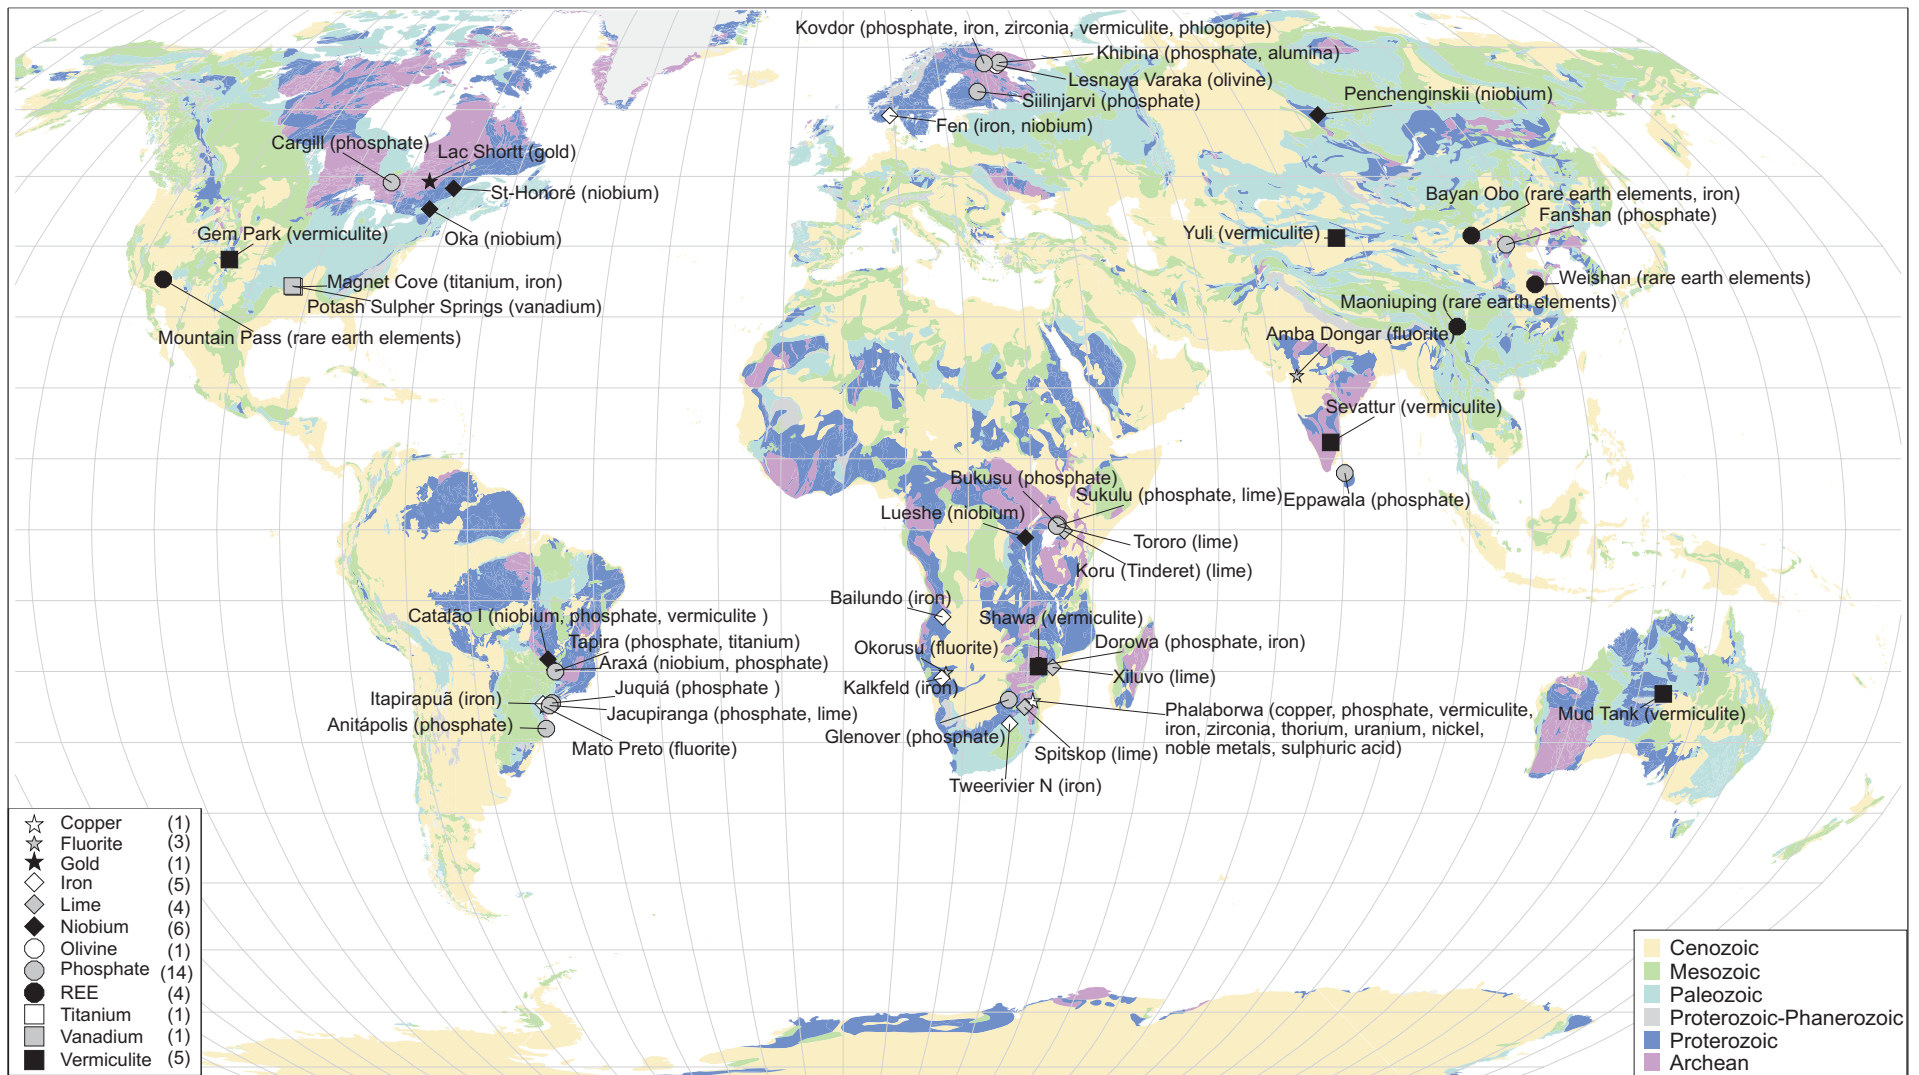 Kovdor (phosphate, iron, zirconia, vermiculite, phlogopite)
Khibina (phosphate, alumina)
Lesnaya Varaka (olivine)
Siilinjarvi (phosphate)
Fen (iron, niobium)
Penchenginskii (niobium)
Cargill (phosphate)
Lac Shortt (gold)
St-Honoré (niobium)
Oka (niobium)
Gem Park (vermiculite)
Magnet Cove (titanium, iron)
Potash Sulpher Springs (vanadium)
Mountain Pass (rare earth elements)
Bayan Obo (rare earth elements, iron)
Fanshan (phosphate)
Yuli (vermiculite)
Weishan (rare earth elements)
Maoniuping (rare earth elements)
Amba Dongar (fluorite)
Sevattur (vermiculite)
Eppawala (phosphate)
Bukusu (phosphate)
Sukulu (phosphate, lime)
Lueshe (niobium)
Tororo (lime)
Koru (Tinderet) (lime)
Bailundo (iron)
Shawa (vermiculite)
Dorowa (phosphate, iron)
Okorusu (fluorite)
Xiluvo (lime)
Kalkfeld (iron)
Catalão I (niobium, phosphate, vermiculite )
Tapira (phosphate, titanium)
Araxá (niobium, phosphate)
Itapirapuã (iron)
Juquiá (phosphate )
Jacupiranga (phosphate, lime)
Anitápolis (phosphate)
Mato Preto (fluorite)
Glenover (phosphate)
Phalaborwa (copper, phosphate, vermiculite,
iron, zirconia, thorium, uranium, nickel,
noble metals, sulphuric acid)
Spitskop (lime)
Tweerivier N (iron)
Mud Tank (vermiculite)
Copper (1)
Fluorite (3)
Gold (1)
Iron (5)
Lime (4)
Niobium (6)
Olivine (1)
Phosphate (14)
REE (4)
Titanium (1)
Vanadium (1)
Vermiculite (5)
Cenozoic
Mesozoic
Paleozoic
Proterozoic-Phanerozoic
Proterozoic
Archean